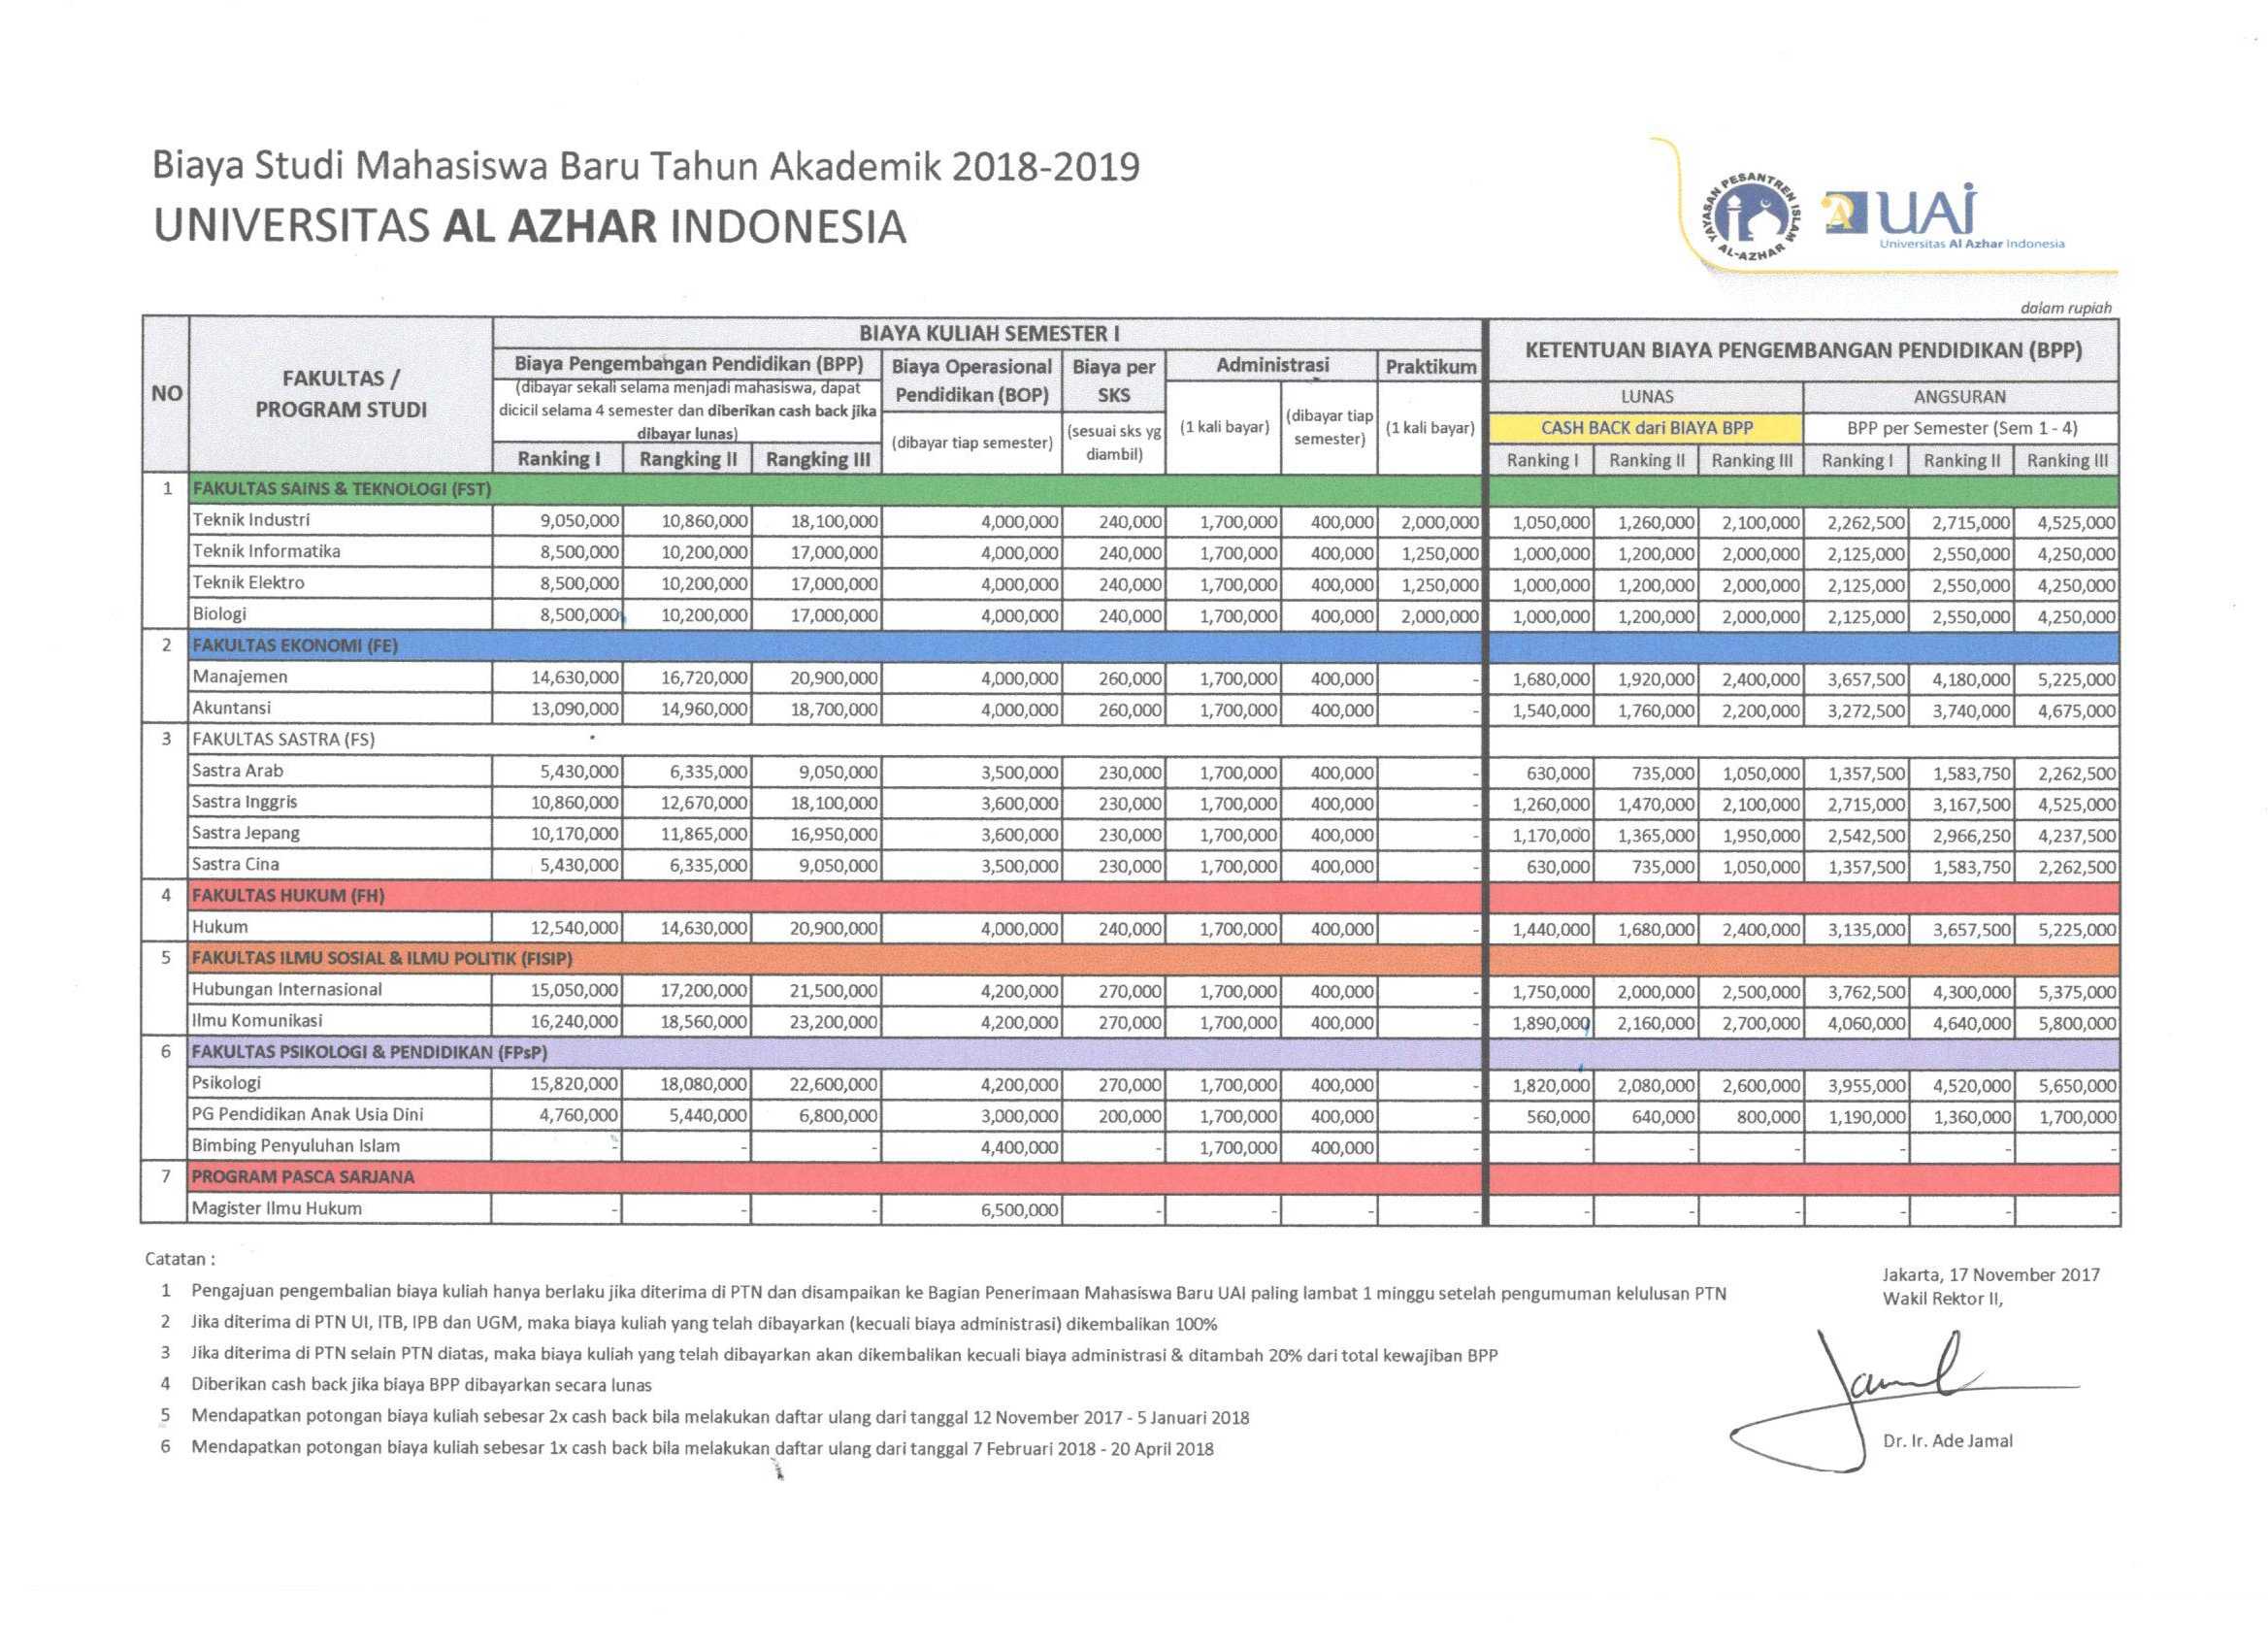 Biaya Studi Mahasiswa Baru Tahun Akademik 2018-2019
UNIVERSITAS AL AZHAR INDONESIA
YAYASAN PESANTREN ISLAM AL-AZHAR
UAI
Universitas Al Azhar Indonesia
dalam rupiah
NO
FAKULTAS /
PROGRAM STUDI
BIAYA KULIAH SEMESTER I
Biaya Pengembangan Pendidikan (BPP)
(dibayar sekali selama menjadi mahasiswa, dapat
dicicil selama 4 semester dan diberikan cash back jika
dibayar lunas)
Ranking I Rangking II Rangking III
Biaya Operasional
Pendidikan (BOP)
(dibayar tiap semester)
Biaya per
SKS
(sesuai sks yg
diambil)
Administrasi
(1 kali bayar)
(dibayar tiap
semester)
Praktikum
(1 kali bayar)
KETENTUAN BIAYA PENGEMBANGAN PENDIDIKAN (BPP)
LUNAS ANGSURAN
CASH BACK dari BIAYA BPP BPP per Semester (Sem 1 - 4)
Ranking I Ranking II Ranking III Ranking I Ranking II Ranking III
1 FAKULTAS SAINS & TEKNOLOGI (FST)
Teknik Industri 9,050,000 10,860,000 18,100,000 4,000,000 240,000 1,700,000 400,000 2,000,000 1,050,000 1,260,000 2,100,000 2,262,500 2,715,000 4,525,000
Teknik Informatika 8,500,000 10,200,000 17,000,000 4,000,000 240,000 1,700,000 400,000 1,250,000 1,000,000 1,200,000 2,000,000 2,125,000 2,550,000 4,250,000
Teknik Elektro 8,500,000 10,200,000 17,000,000 4,000,000 240,000 1,700,000 400,000 1,250,000 1,000,000 1,200,000 2,000,000 2,125,000 2,550,000 4,250,000
Biologi 8,500,000 10,200,000 17,000,000 4,000,000 240,000 1,700,000 400,000 2,000,000 1,000,000 1,200,000 2,000,000 2,125,000 2,550,000 4,250,000
2 FAKULTAS EKONOMI (FE)
Manajemen 14,630,000 16,720,000 20,900,000 4,000,000 260,000 1,700,000 400,000 - 1,680,000 1,920,000 2,400,000 3,657,500 4,180,000 5,225,000
Akuntansi 13,090,000 14,960,000 18,700,000 4,000,000 260,000 1,700,000 400,000 - 1,540,000 1,760,000 2,200,000 3,272,500 3,740,000 4,675,000
3 FAKULTAS SASTRA (FS)
Sastra Arab 5,430,000 6,335,000 9,050,000 3,500,000 230,000 1,700,000 400,000 - 630,000 735,000 1,050,000 1,357,500 1,583,750 2,262,500
Sastra Inggris 10,860,000 12,670,000 18,100,000 3,600,000 230,000 1,700,000 400,000 - 1,260,000 1,470,000 2,100,000 2,715,000 3,167,500 4,525,000
Sastra Jepang 10,170,000 11,865,000 16,950,000 3,600,000 230,000 1,700,000 400,000 - 1,170,000 1,365,000 1,950,000 2,542,500 2,966,250 4,237,500
Sastra Cina 5,430,000 6,335,000 9,050,000 3,500,000 230,000 1,700,000 400,000 - 630,000 735,000 1,050,000 1,357,500 1,583,750 2,262,500
4 FAKULTAS HUKUM (FH)
Hukum 12,540,000 14,630,000 20,900,000 4,000,000 240,000 1,700,000 400,000 - 1,440,000 1,680,000 2,400,000 3,135,000 3,657,500 5,225,000
5 FAKULTAS ILMU SOSIAL & ILMU POLITIK (FISIP)
Hubungan Internasional 15,050,000 17,200,000 21,500,000 4,200,000 270,000 1,700,000 400,000 - 1,750,000 2,000,000 2,500,000 3,762,500 4,300,000 5,375,000
Ilmu Komunikasi 16,240,000 18,560,000 23,200,000 4,200,000 270,000 1,700,000 400,000 - 1,890,000 2,160,000 2,700,000 4,060,000 4,640,000 5,800,000
6 FAKULTAS PSIKOLOGI & PENDIDIKAN (FPsP)
Psikologi 15,820,000 18,080,000 22,600,000 4,200,000 270,000 1,700,000 400,000 - 1,820,000 2,080,000 2,600,000 3,955,000 4,520,000 5,650,000
PG Pendidikan Anak Usia Dini 4,760,000 5,440,000 6,800,000 3,000,000 200,000 1,700,000 400,000 - 560,000 640,000 800,000 1,190,000 1,360,000 1,700,000
Bimbing Penyuluhan Islam - - - 4,400,000 - 1,700,000 400,000 - - - - - - -
7 PROGRAM PASCA SARJANA
Magister Ilmu Hukum - - - 6,500,000 - - - - - - - - - -
Catatan :
1 Pengajuan pengembalian biaya kuliah hanya berlaku jika diterima di PTN dan disampaikan ke Bagian Penerimaan Mahasiswa Baru UAI paling lambat 1 minggu setelah pengumuman kelulusan PTN
2 Jika diterima di PTN UI, ITB, IPB dan UGM, maka biaya kuliah yang telah dibayarkan (kecuali biaya administrasi) dikembalikan 100%
3 Jika diterima di PTN selain PTN diatas, maka biaya kuliah yang telah dibayarkan akan dikembalikan kecuali biaya administrasi & ditambah 20% dari total kewajiban BPP
4 Diberikan cash back jika biaya BPP dibayarkan secara lunas
5 Mendapatkan potongan biaya kuliah sebesar 2x cash back bila melakukan daftar ulang dari tanggal 12 November 2017 - 5 Januari 2018
6 Mendapatkan potongan biaya kuliah sebesar 1x cash back bila melakukan daftar ulang dari tanggal 7 Februari 2018 - 20 April 2018
Jakarta, 17 November 2017
Wakil Rektor II,
Jamal
Dr. Ir. Ade Jamal